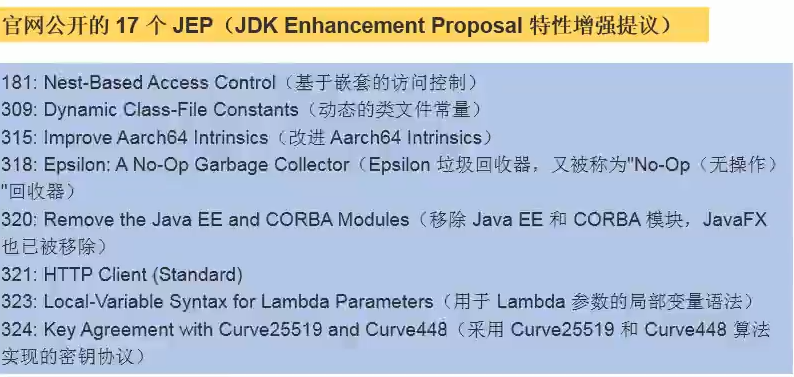 官网公开的 17 个 JEP（JDK Enhancement Proposal 特性增强提议）
181: Nest-Based Access Control（基于嵌套的访问控制）
309: Dynamic Class-File Constants（动态的类文件常量）
315: Improve Aarch64 Intrinsics（改进 Aarch64 Intrinsics）
318: Epsilon: A No-Op Garbage Collector（Epsilon 垃圾回收器，又被称为"No-Op（无操作）
"回收器）
320: Remove the Java EE and CORBA Modules（移除 Java EE 和 CORBA 模块，JavaFX
也已被移除）
321: HTTP Client (Standard)
323: Local-Variable Syntax for Lambda Parameters（用于 Lambda 参数的局部变量语法）
324: Key Agreement with Curve25519 and Curve448（采用 Curve25519 和 Curve448 算法
实现的密钥协议）